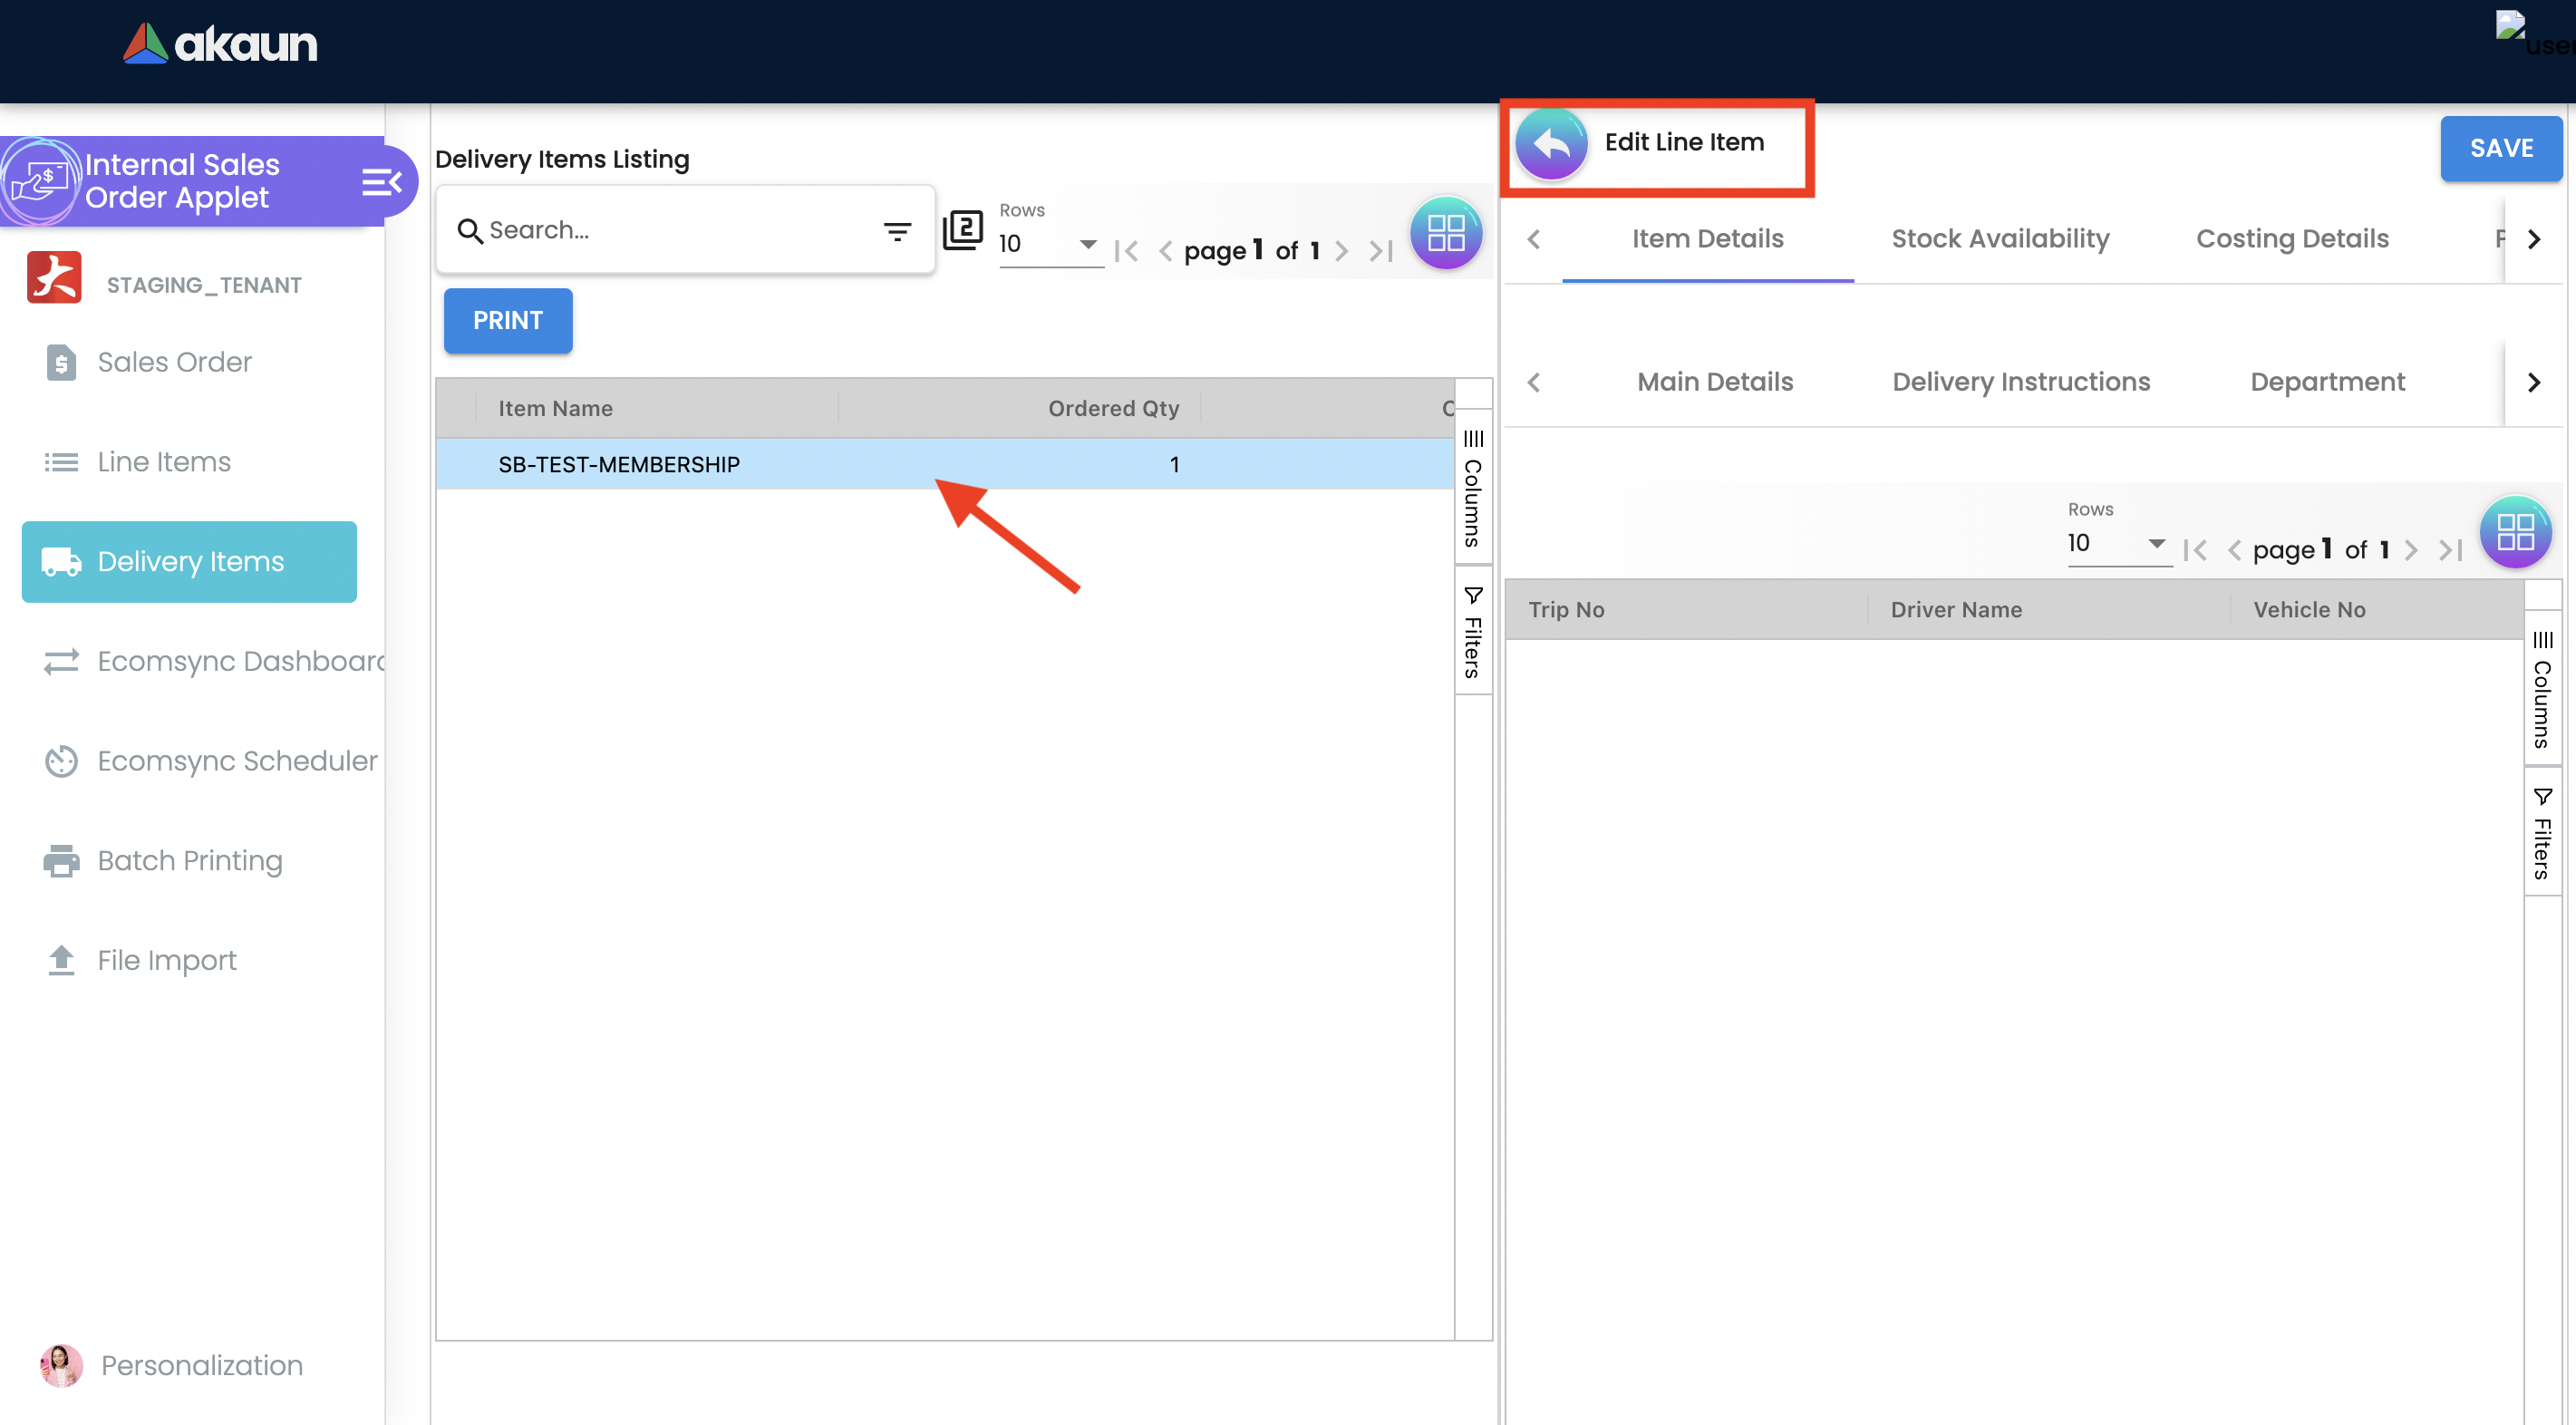 akaun
user
Internal Sales
Order Applet
STAGING_TENANT
Sales Order
Line Items
Delivery Items
Ecomsync Dashboard
Ecomsync Scheduler
Batch Printing
File Import
Personalization
Delivery Items Listing
Search...
2
Rows
10
page 1 of 1
PRINT
Item Name Ordered Qty
SB-TEST-MEMBERSHIP 1
Columns
Filters
Edit Line Item
SAVE
Item Details Stock Availability Costing Details
Main Details Delivery Instructions Department
Rows
10
page 1 of 1
Trip No Driver Name Vehicle No
Columns
Filters